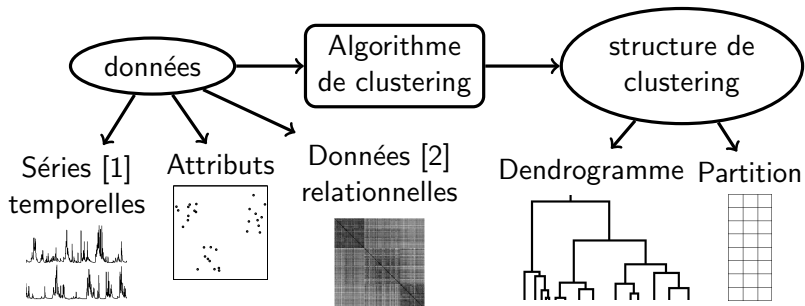 données
Algorithme
de clustering
structure de
clustering
Séries [1]
temporelles
Attributs
Données [2]
relationnelles
Dendrogramme
Partition